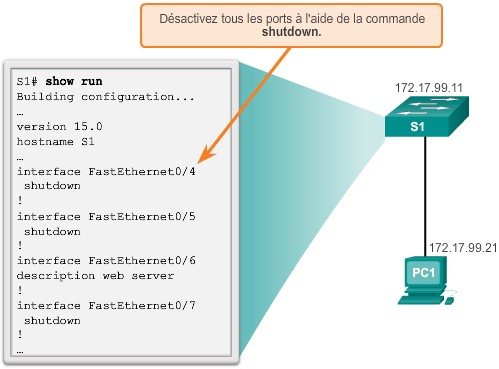 Désactivez tous les ports à l'aide de la commande
shutdown.
S1# show run
Building configuration...
…
version 15.0
hostname S1
…
interface FastEthernet0/4
shutdown
!
interface FastEthernet0/5
shutdown
!
interface FastEthernet0/6
description web server
!
interface FastEthernet0/7
shutdown
!
…
172.17.99.11
S1
172.17.99.21
PC1